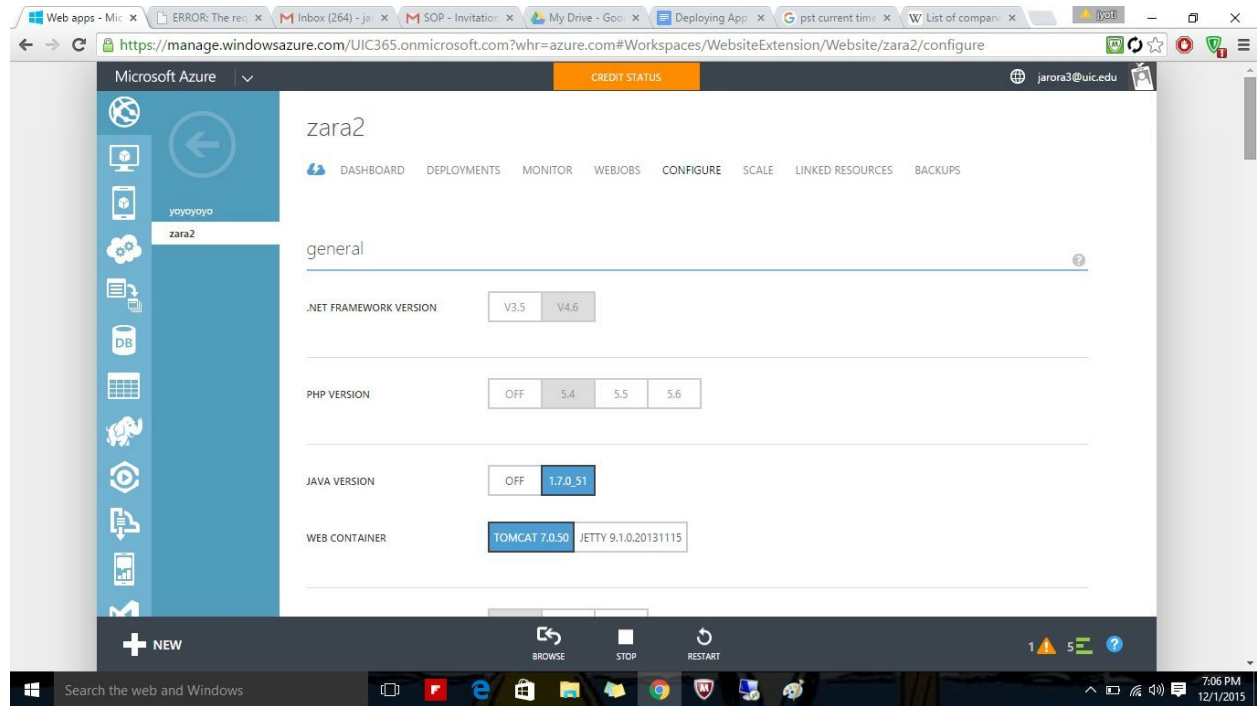 Web apps - Mic
ERROR: The req
Inbox (264) - ja
SOP - Invitation
My Drive - Goo
Deploying App
pst current time
List of compani
jyoti
https://manage.windowsazure.com/UIC365.onmicrosoft.com?whr=azure.com#Workspaces/WebsiteExtension/Website/zara2/configure
Microsoft Azure
CREDIT STATUS
jarora3@uic.edu
zara2
DASHBOARD DEPLOYMENTS MONITOR WEBJOBS CONFIGURE SCALE LINKED RESOURCES BACKUPS
yoyoyoyo
zara2
general
.NET FRAMEWORK VERSION V3.5 V4.6
DB
PHP VERSION OFF 5.4 5.5 5.6
JAVA VERSION OFF 1.7.0_51
WEB CONTAINER TOMCAT 7.0.50 JETTY 9.1.0.20131115
NEW
BROWSE
STOP
RESTART
1 5
Search the web and Windows
7:06 PM
12/1/2015